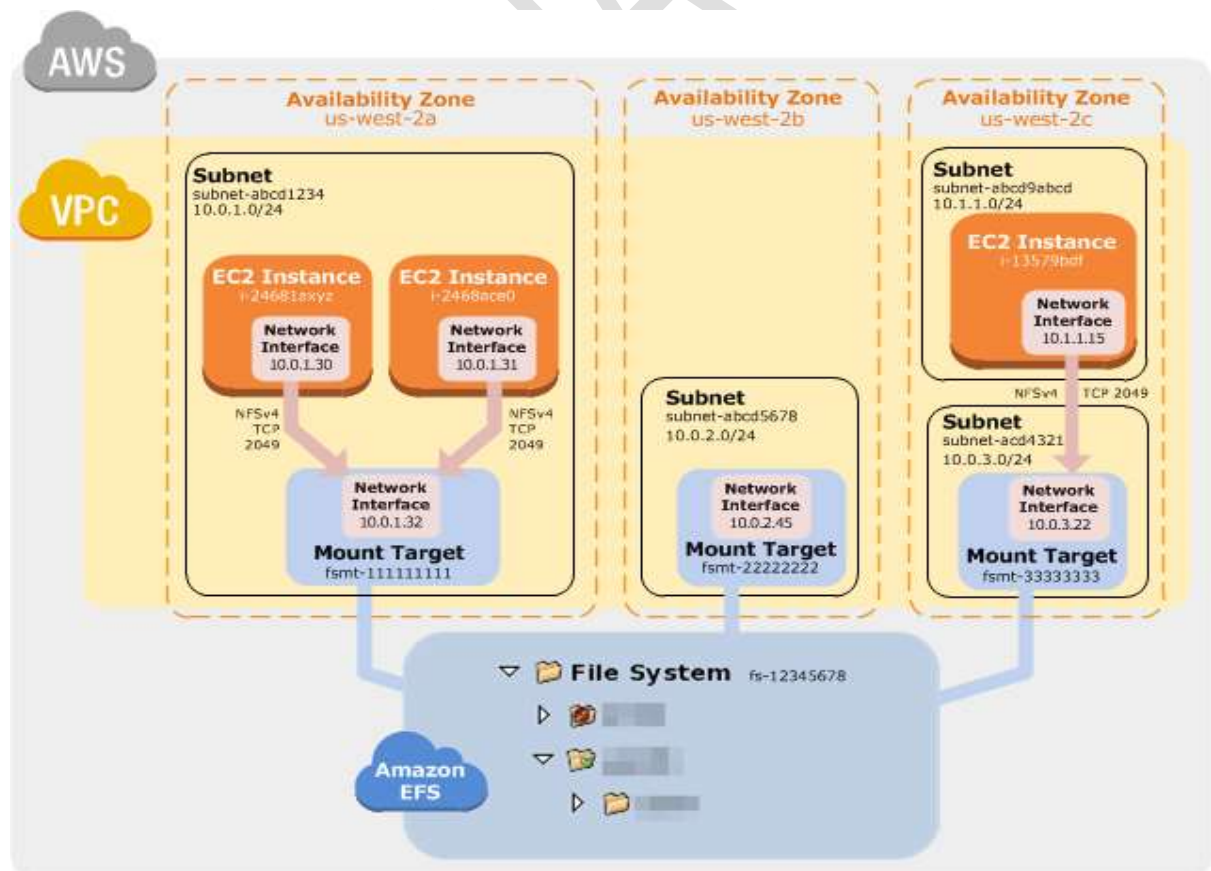 AWS
Availability Zone
us-west-2a
Availability Zone
us-west-2b
Availability Zone
us-west-2c
VPC
Subnet
subnet-abcd1234
10.0.1.0/24
EC2 Instance
i-24681axyz
Network
Interface
10.0.1.30
EC2 Instance
i-2468ace0
Network
Interface
10.0.1.31
NFSv4
TCP
2049
NFSv4
TCP
2049
Network
Interface
10.0.1.32
Mount Target
fsmt-111111111
Subnet
subnet-abcd5678
10.0.2.0/24
Network
Interface
10.0.2.45
Mount Target
fsmt-22222222
Subnet
subnet-abcd9abcd
10.1.1.0/24
EC2 Instance
i-13579bdf
Network
Interface
10.1.1.15
NFSv4 TCP 2049
Subnet
subnet-acd4321
10.0.3.0/24
Network
Interface
10.0.3.22
Mount Target
fsmt-33333333
File System fs-12345678
Amazon
EFS